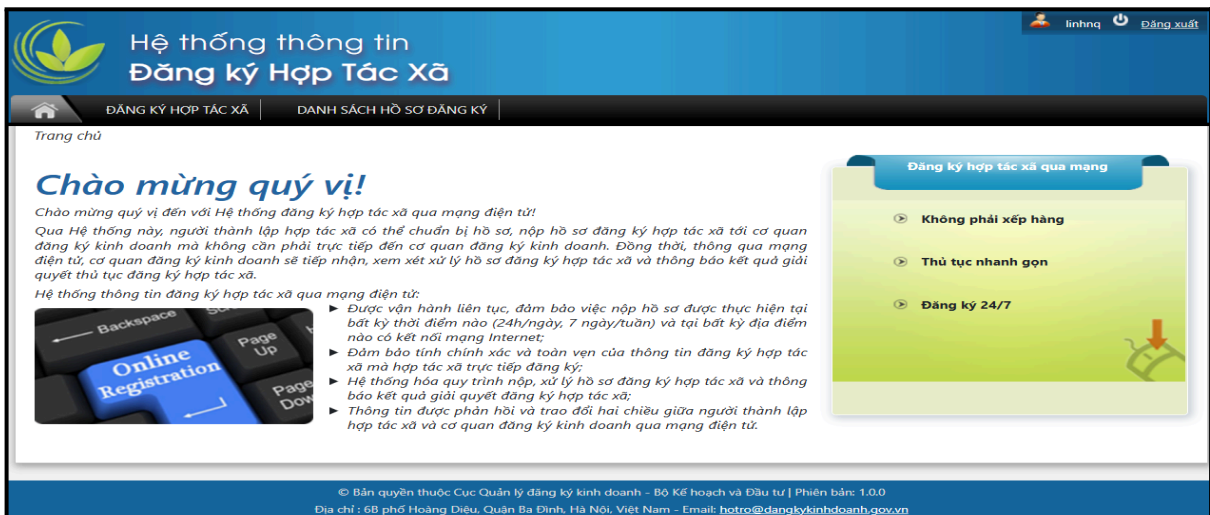 linhnq Đăng xuất
Hệ thống thông tin
Đăng ký Hợp Tác Xã
ĐĂNG KÝ HỢP TÁC XÃ
DANH SÁCH HỒ SƠ ĐĂNG KÝ
Trang chủ
Chào mừng quý vị!
Chào mừng quý vị đến với Hệ thống đăng ký hợp tác xã qua mạng điện tử!
Qua Hệ thống này, người thành lập hợp tác xã có thể chuẩn bị hồ sơ, nộp hồ sơ đăng ký hợp tác xã tới cơ quan
đăng ký kinh doanh mà không cần phải trực tiếp đến cơ quan đăng ký kinh doanh. Đồng thời, thông qua mạng
điện tử, cơ quan đăng ký kinh doanh sẽ tiếp nhận, xem xét xử lý hồ sơ đăng ký hợp tác xã và thông báo kết quả giải
quyết thủ tục đăng ký hợp tác xã.
Hệ thống thông tin đăng ký hợp tác xã qua mạng điện tử:
Backspace
Page
Up
Online
Registration
Page
► Được vận hành liên tục, đảm bảo việc nộp hồ sơ được thực hiện tại
bất kỳ thời điểm nào (24h/ngày, 7 ngày/tuần) và tại bất kỳ địa điểm
nào có kết nối mạng Internet;
► Đảm bảo tính chính xác và toàn vẹn của thông tin đăng ký hợp tác
xã mà hợp tác xã trực tiếp đăng ký;
► Hệ thống hóa quy trình nộp, xử lý hồ sơ đăng ký hợp tác xã và thông
báo kết quả giải quyết đăng ký hợp tác xã;
► Thông tin được phản hồi và trao đổi hai chiều giữa người thành lập
hợp tác xã và cơ quan đăng ký kinh doanh qua mạng điện tử.
Đăng ký hợp tác xã qua mạng
Không phải xếp hàng
Thủ tục nhanh gọn
Đăng ký 24/7
© Bản quyền thuộc Cục Quản lý đăng ký kinh doanh - Bộ Kế hoạch và Đầu tư | Phiên bản: 1.0.0
Địa chỉ : 6B phố Hoàng Diệu, Quận Ba Đình, Hà Nội, Việt Nam - Email: hotro@dangkykinhdoanh.gov.vn